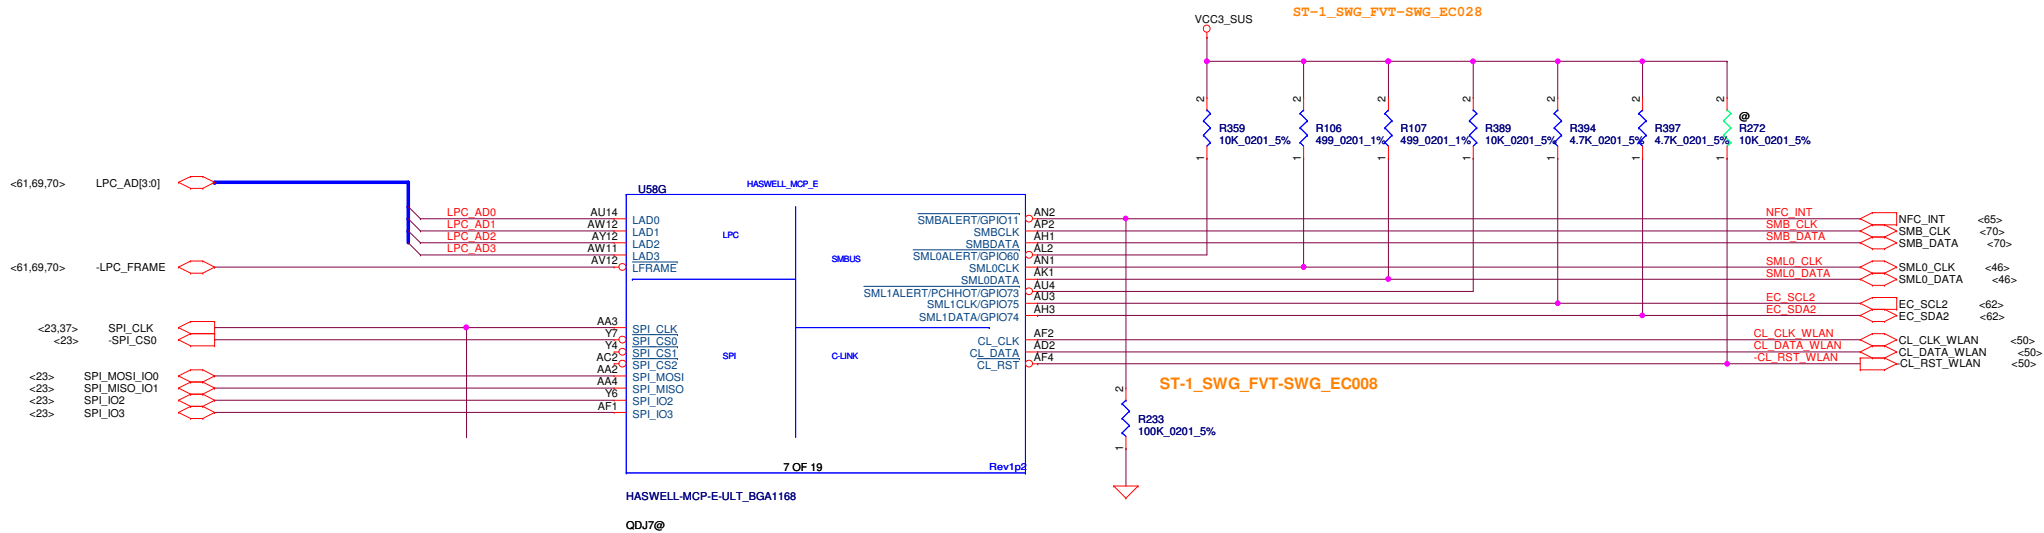 ST-1_SWG_FVT-SWG_EC028
VCC3_SUS
2 2 2 2 2 2 2
@
R359 R106 R107 R389 R394 R397 R272
10K_0201_5% 499_0201_1% 499_0201_1% 10K_0201_5% 4.7K_0201_5% 4.7K_0201_5% 10K_0201_5%
1 1 1 1 1 1 1
<61,69,70> LPC_AD[3:0]
U58G HASWELL_MCP_E
LPC_AD0 AU14 LAD0
LPC_AD1 AW12 LAD1
LPC_AD2 AY12 LAD2
LPC_AD3 AW11 LAD3
<61,69,70> -LPC_FRAME AV12 LFRAME
LPC
<23,37> SPI_CLK AA3 SPI_CLK
<23> -SPI_CS0 Y7 SPI_CS0
Y4 SPI_CS1
AC2 SPI_CS2
<23> SPI_MOSI_IO0 AA2 SPI_MOSI
<23> SPI_MISO_IO1 AA4 SPI_MISO
<23> SPI_IO2 Y6 SPI_IO2
<23> SPI_IO3 AF1 SPI_IO3
SPI
SMBUS
SMBALERT/GPIO11 AN2 NFC_INT NFC_INT <65>
SMBCLK AP2 SMB_CLK SMB_CLK <70>
SMBDATA AH1 SMB_DATA SMB_DATA <70>
SML0ALERT/GPIO60 AL2
SML0CLK AN1 SML0_CLK SML0_CLK <46>
SML0DATA AK1 SML0_DATA SML0_DATA <46>
SML1ALERT/PCHHOT/GPIO73 AU4
SML1CLK/GPIO75 AU3 EC_SCL2 EC_SCL2 <62>
SML1DATA/GPIO74 AH3 EC_SDA2 EC_SDA2 <62>
C-LINK
CL_CLK AF2 CL_CLK_WLAN CL_CLK_WLAN <50>
CL_DATA AD2 CL_DATA_WLAN CL_DATA_WLAN <50>
CL_RST AF4 -CL_RST_WLAN -CL_RST_WLAN <50>
ST-1_SWG_FVT-SWG_EC008
2
R233
100K_0201_5%
1
7 OF 19 Rev1p2
HASWELL-MCP-E-ULT_BGA1168
QDJ7@